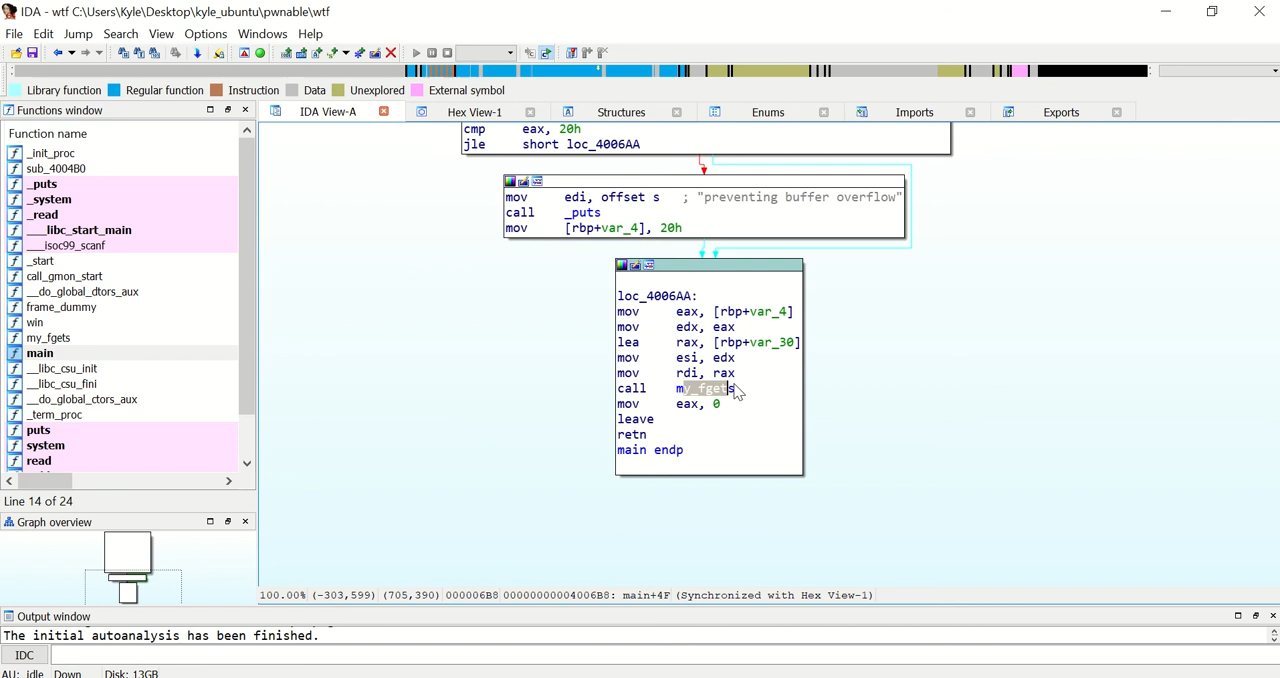 IDA - wtf C:\Users\Kyle\Desktop\kyle_ubuntu\pwnable\wtf
File Edit Jump Search View Options Windows Help
Library function Regular function Instruction Data Unexplored External symbol
Functions window
IDA View-A Hex View-1 Structures Enums Imports Exports
Function name
_init_proc
sub_4004B0
_puts
_system
_read
___libc_start_main
___isoc99_scanf
_start
call_gmon_start
__do_global_dtors_aux
frame_dummy
win
my_fgets
main
__libc_csu_init
__libc_csu_fini
__do_global_ctors_aux
_term_proc
puts
system
read
Line 14 of 24
Graph overview
cmp eax, 20h
jle short loc_4006AA
mov edi, offset s ; "preventing buffer overflow"
call _puts
mov [rbp+var_4], 20h
loc_4006AA:
mov eax, [rbp+var_4]
mov edx, eax
lea rax, [rbp+var_30]
mov esi, edx
mov rdi, rax
call my_fgets
mov eax, 0
leave
retn
main endp
100.00% (-303,599) (705,390) 000006B8 00000000004006B8: main+4F (Synchronized with Hex View-1)
Output window
The initial autoanalysis has been finished.
IDC
AU: idle Down Disk: 13GB